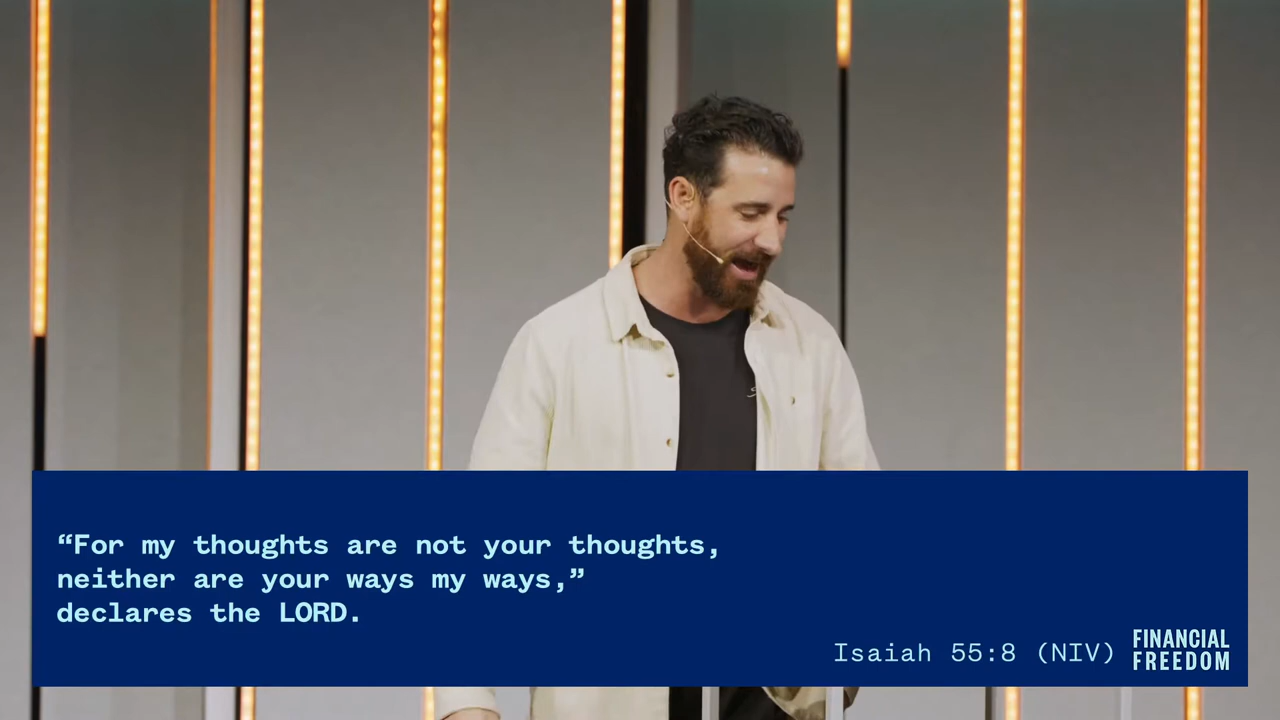 “For my thoughts are not your thoughts,
neither are your ways my ways,”
declares the LORD.
Isaiah 55:8 (NIV)
FINANCIAL
FREEDOM